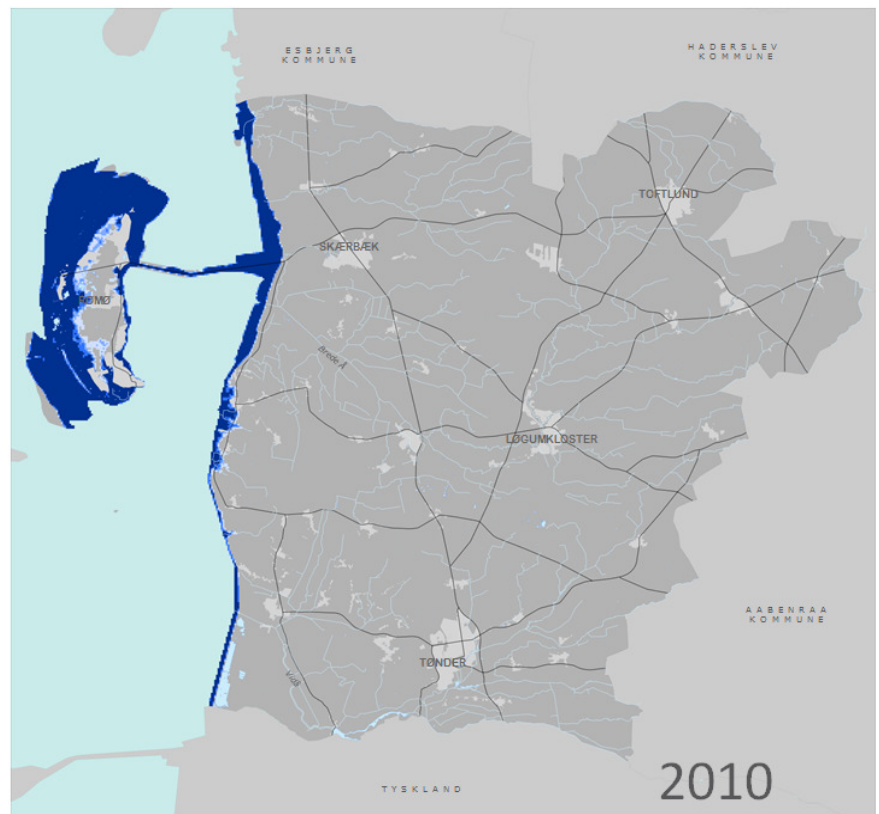 ESBJERG
KOMMUNE
HADERSLEV
KOMMUNE
TOFTLUND
SKÆRBÆK
RØMØ
Brede Å
LØGUMKLOSTER
AABENRAA
KOMMUNE
TØNDER
Vidå
2010
TYSKLAND